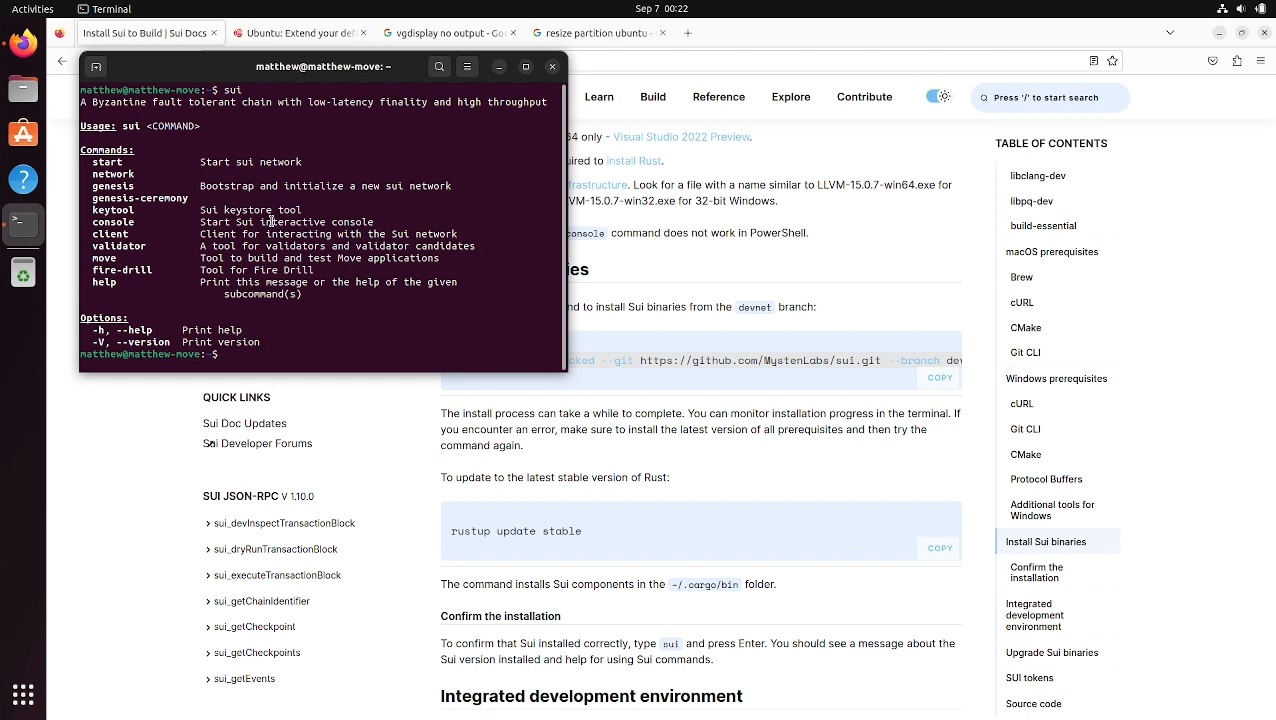 Activities
Terminal
Sep 7 00:22
Install Sui to Build | Sui Docs
Ubuntu: Extend your def
vgdisplay no output - Go
resize partition ubuntu -
matthew@matthew-move: ~
matthew@matthew-move:~$ sui
A Byzantine fault tolerant chain with low-latency finality and high throughput
Usage: sui <COMMAND>
Commands:
start Start sui network
network
genesis Bootstrap and initialize a new sui network
genesis-ceremony
keytool Sui keystore tool
console Start Sui interactive console
client Client for interacting with the Sui network
validator A tool for validators and validator candidates
move Tool to build and test Move applications
fire-drill Tool for Fire Drill
help Print this message or the help of the given
subcommand(s)
Options:
-h, --help Print help
-V, --version Print version
matthew@matthew-move:~$
Learn
Build
Reference
Explore
Contribute
Press '/' to start search
64 only - Visual Studio 2022 Preview.
uired to install Rust.
frastructure. Look for a file with a name similar to LLVM-15.0.7-win64.exe for
VM-15.0.7-win32.exe for 32-bit Windows.
console command does not work in PowerShell.
ies
nd to install Sui binaries from the devnet branch:
cked --git https://github.com/MystenLabs/sui.git --branch dev
COPY
The install process can take a while to complete. You can monitor installation progress in the terminal. If
you encounter an error, make sure to install the latest version of all prerequisites and then try the
command again.
To update to the latest stable version of Rust:
rustup update stable
COPY
The command installs Sui components in the ~/.cargo/bin folder.
Confirm the installation
To confirm that Sui installed correctly, type sui and press Enter. You should see a message about the
Sui version installed and help for using Sui commands.
Integrated development environment
QUICK LINKS
Sui Doc Updates
Sui Developer Forums
SUI JSON-RPC V 1.10.0
sui_devInspectTransactionBlock
sui_dryRunTransactionBlock
sui_executeTransactionBlock
sui_getChainIdentifier
sui_getCheckpoint
sui_getCheckpoints
sui_getEvents
TABLE OF CONTENTS
libclang-dev
libpq-dev
build-essential
macOS prerequisites
Brew
cURL
CMake
Git CLI
Windows prerequisites
cURL
Git CLI
CMake
Protocol Buffers
Additional tools for
Windows
Install Sui binaries
Confirm the
installation
Integrated
development
environment
Upgrade Sui binaries
SUI tokens
Source code